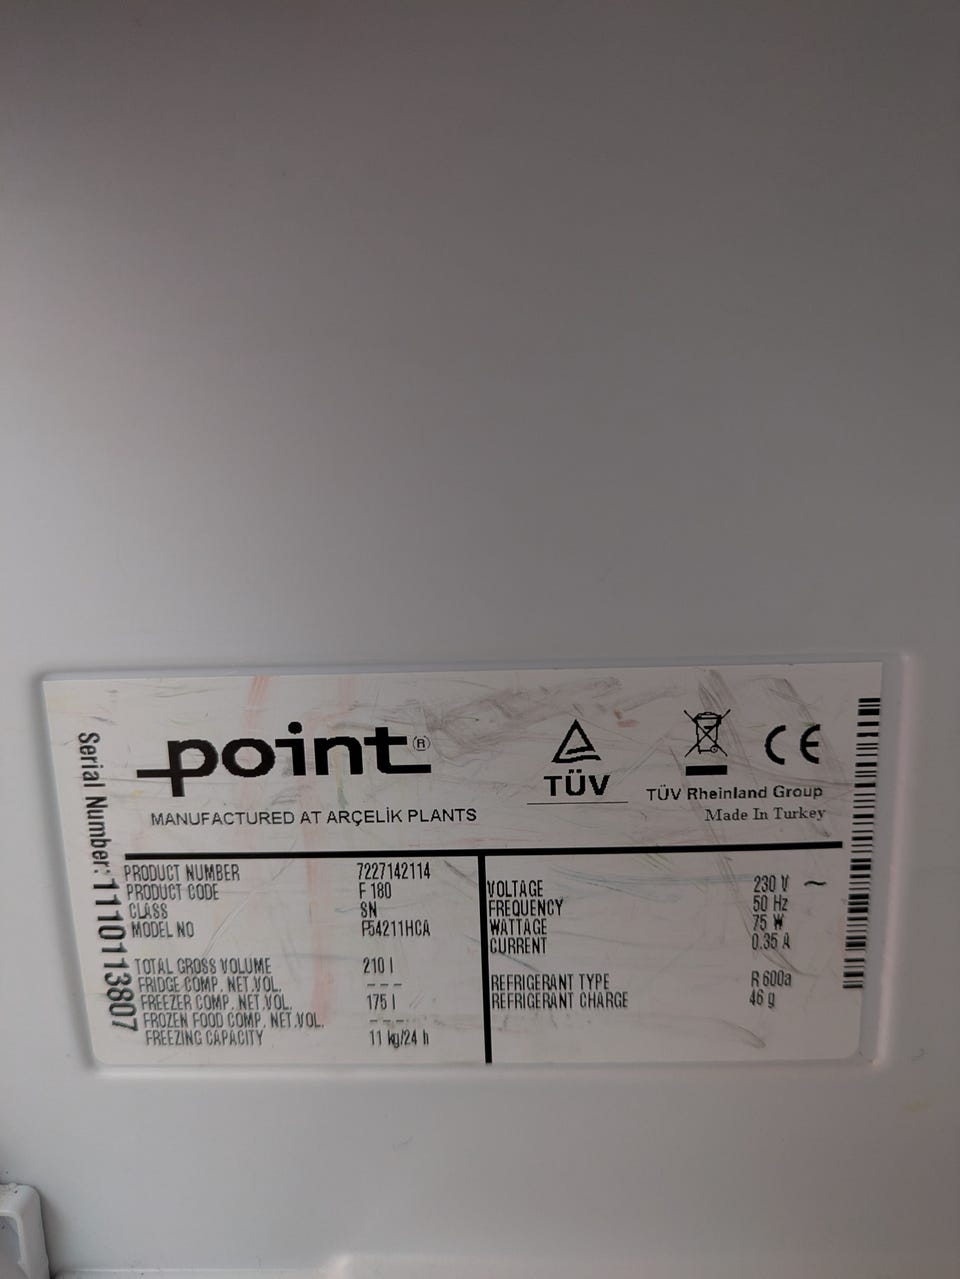 point®
MANUFACTURED AT ARÇELİK PLANTS
TÜV
CE
TÜV Rheinland Group
Made In Turkey
Serial Number: 1110113807
PRODUCT NUMBER 7227142114
PRODUCT CODE F 180
CLASS SN
MODEL NO P54211HCA
TOTAL GROSS VOLUME 210 l
FRIDGE COMP. NET.VOL. ---
FREEZER COMP. NET.VOL. 175 l
FROZEN FOOD COMP. NET.VOL. ---
FREEZING CAPACITY 11 kg/24 h
VOLTAGE 230 V ~
FREQUENCY 50 Hz
WATTAGE 75 W
CURRENT 0.35 A
REFRIGERANT TYPE R 600a
REFRIGERANT CHARGE 46 g